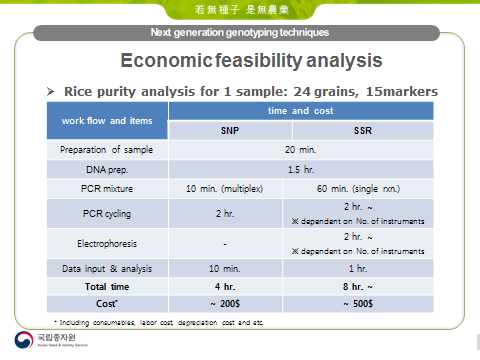 若無種子 是無農業
Next generation genotyping techniques
Economic feasibility analysis
➤ Rice purity analysis for 1 sample: 24 grains, 15markers
work flow and items
time and cost
SNP SSR
Preparation of sample 20 min.
DNA prep. 1.5 hr.
PCR mixture 10 min. (multiplex) 60 min. (single rxn.)
PCR cycling 2 hr. 2 hr. ~
※ dependent on No. of instruments
Electrophoresis - 2 hr. ~
※ dependent on No. of instruments
Data input & analysis 10 min. 1 hr.
Total time 4 hr. 8 hr. ~
Cost* ~ 200$ ~ 500$
* Including consumables, labor cost, depreciation cost and etc.
국립종자원
Korea Seed & Variety Service